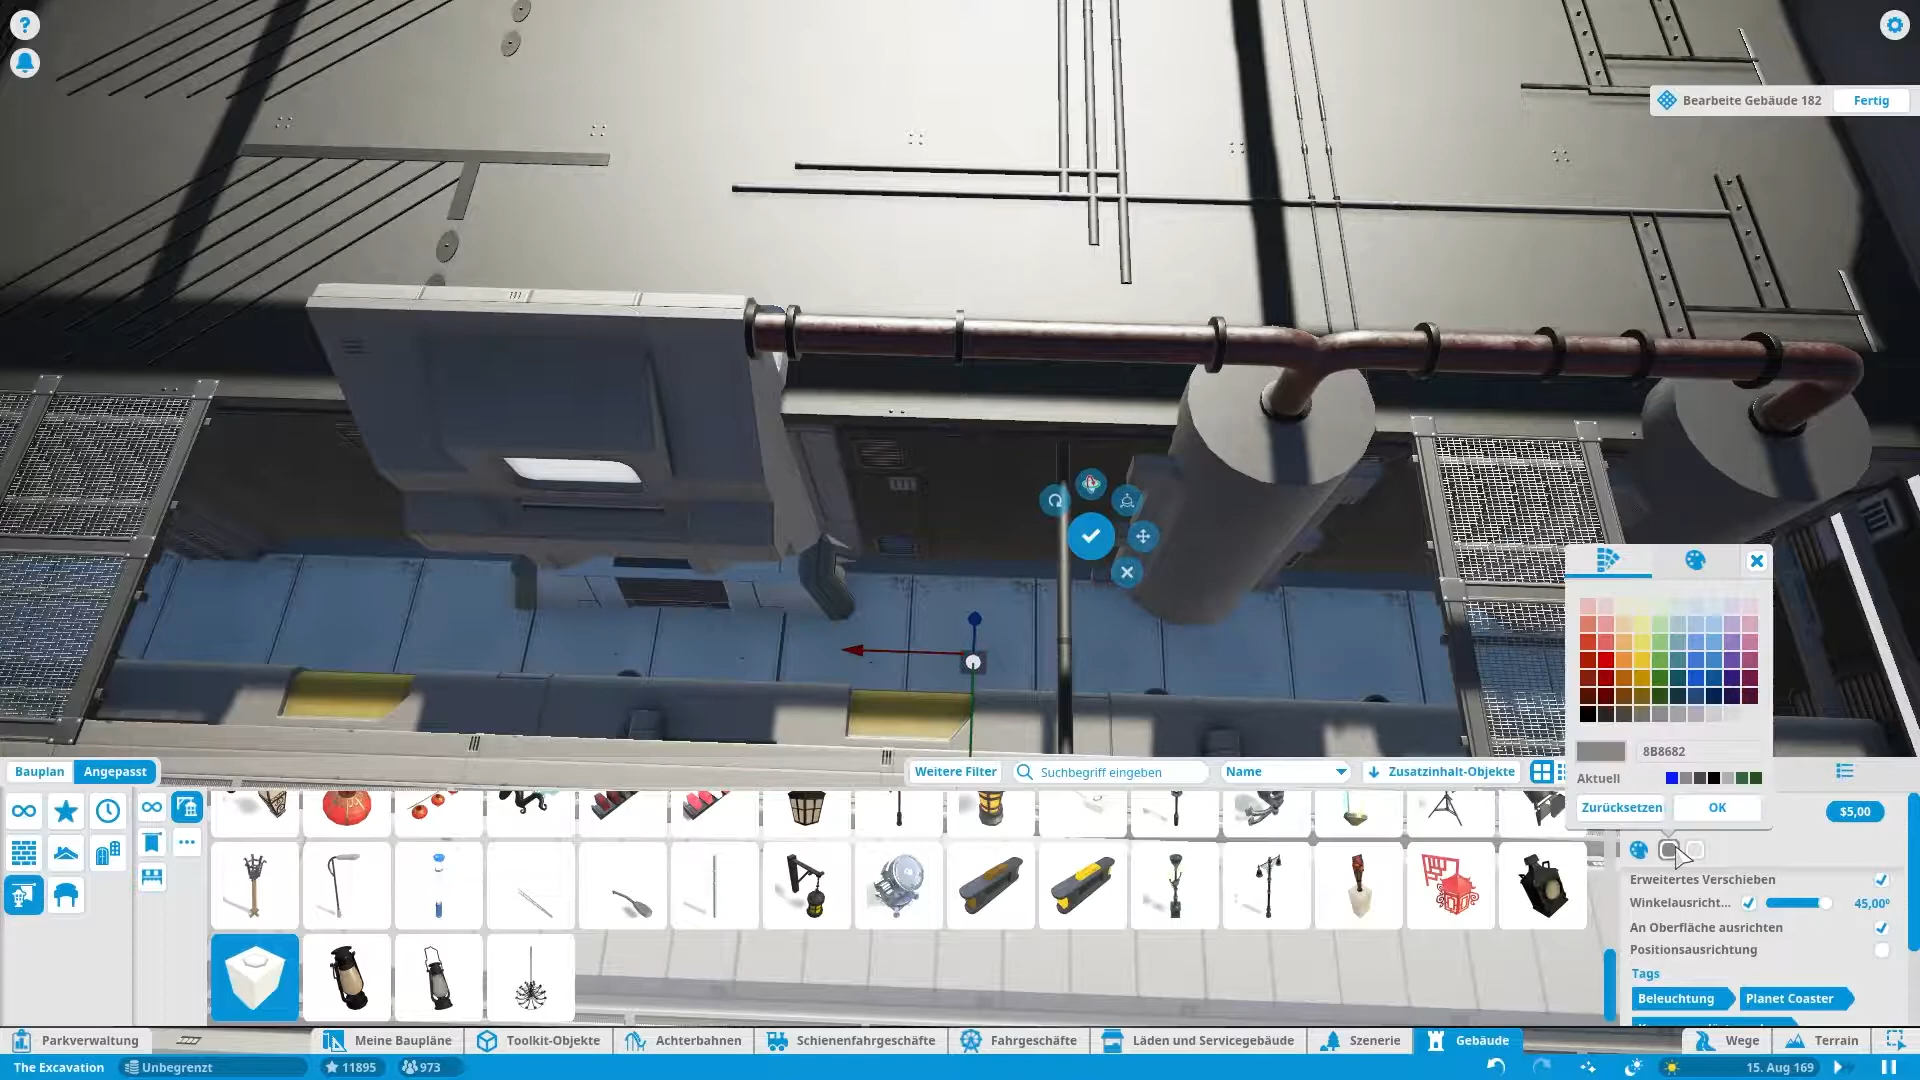 ?
Bearbeite Gebäude 182
Fertig
8B8682
Aktuell
Zurücksetzen
OK
Bauplan
Angepasst
Weitere Filter
Suchbegriff eingeben
Name
Zusatzinhalt-Objekte
$5,00
Erweitertes Verschieben
Winkelausricht...
45,00°
An Oberfläche ausrichten
Positionsausrichtung
Tags
Beleuchtung
Planet Coaster
Parkverwaltung
Meine Baupläne
Toolkit-Objekte
Achterbahnen
Schienenfahrgeschäfte
Fahrgeschäfte
Läden und Servicegebäude
Szenerie
Gebäude
Wege
Terrain
The Excavation
Unbegrenzt
11895
973
15. Aug 169